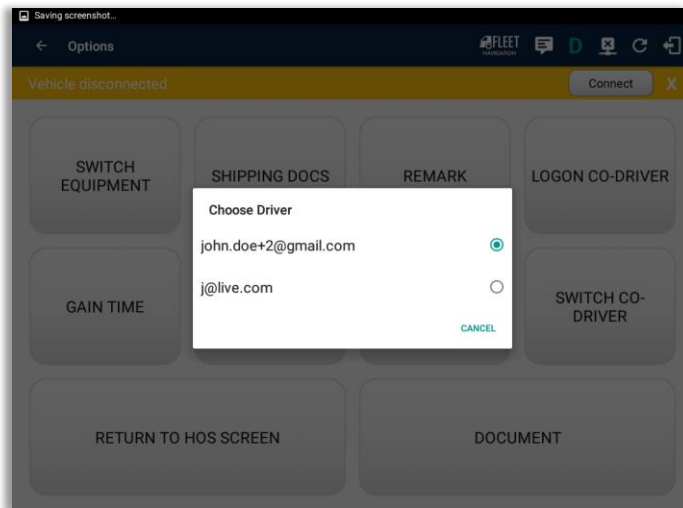 Saving screenshot...
Options
FLEET
NAVIGATION
D
Vehicle disconnected
Connect
X
SWITCH
EQUIPMENT
SHIPPING DOCS
REMARK
LOGON CO-DRIVER
Choose Driver
john.doe+2@gmail.com
j@live.com
CANCEL
GAIN TIME
SWITCH CO-
DRIVER
RETURN TO HOS SCREEN
DOCUMENT